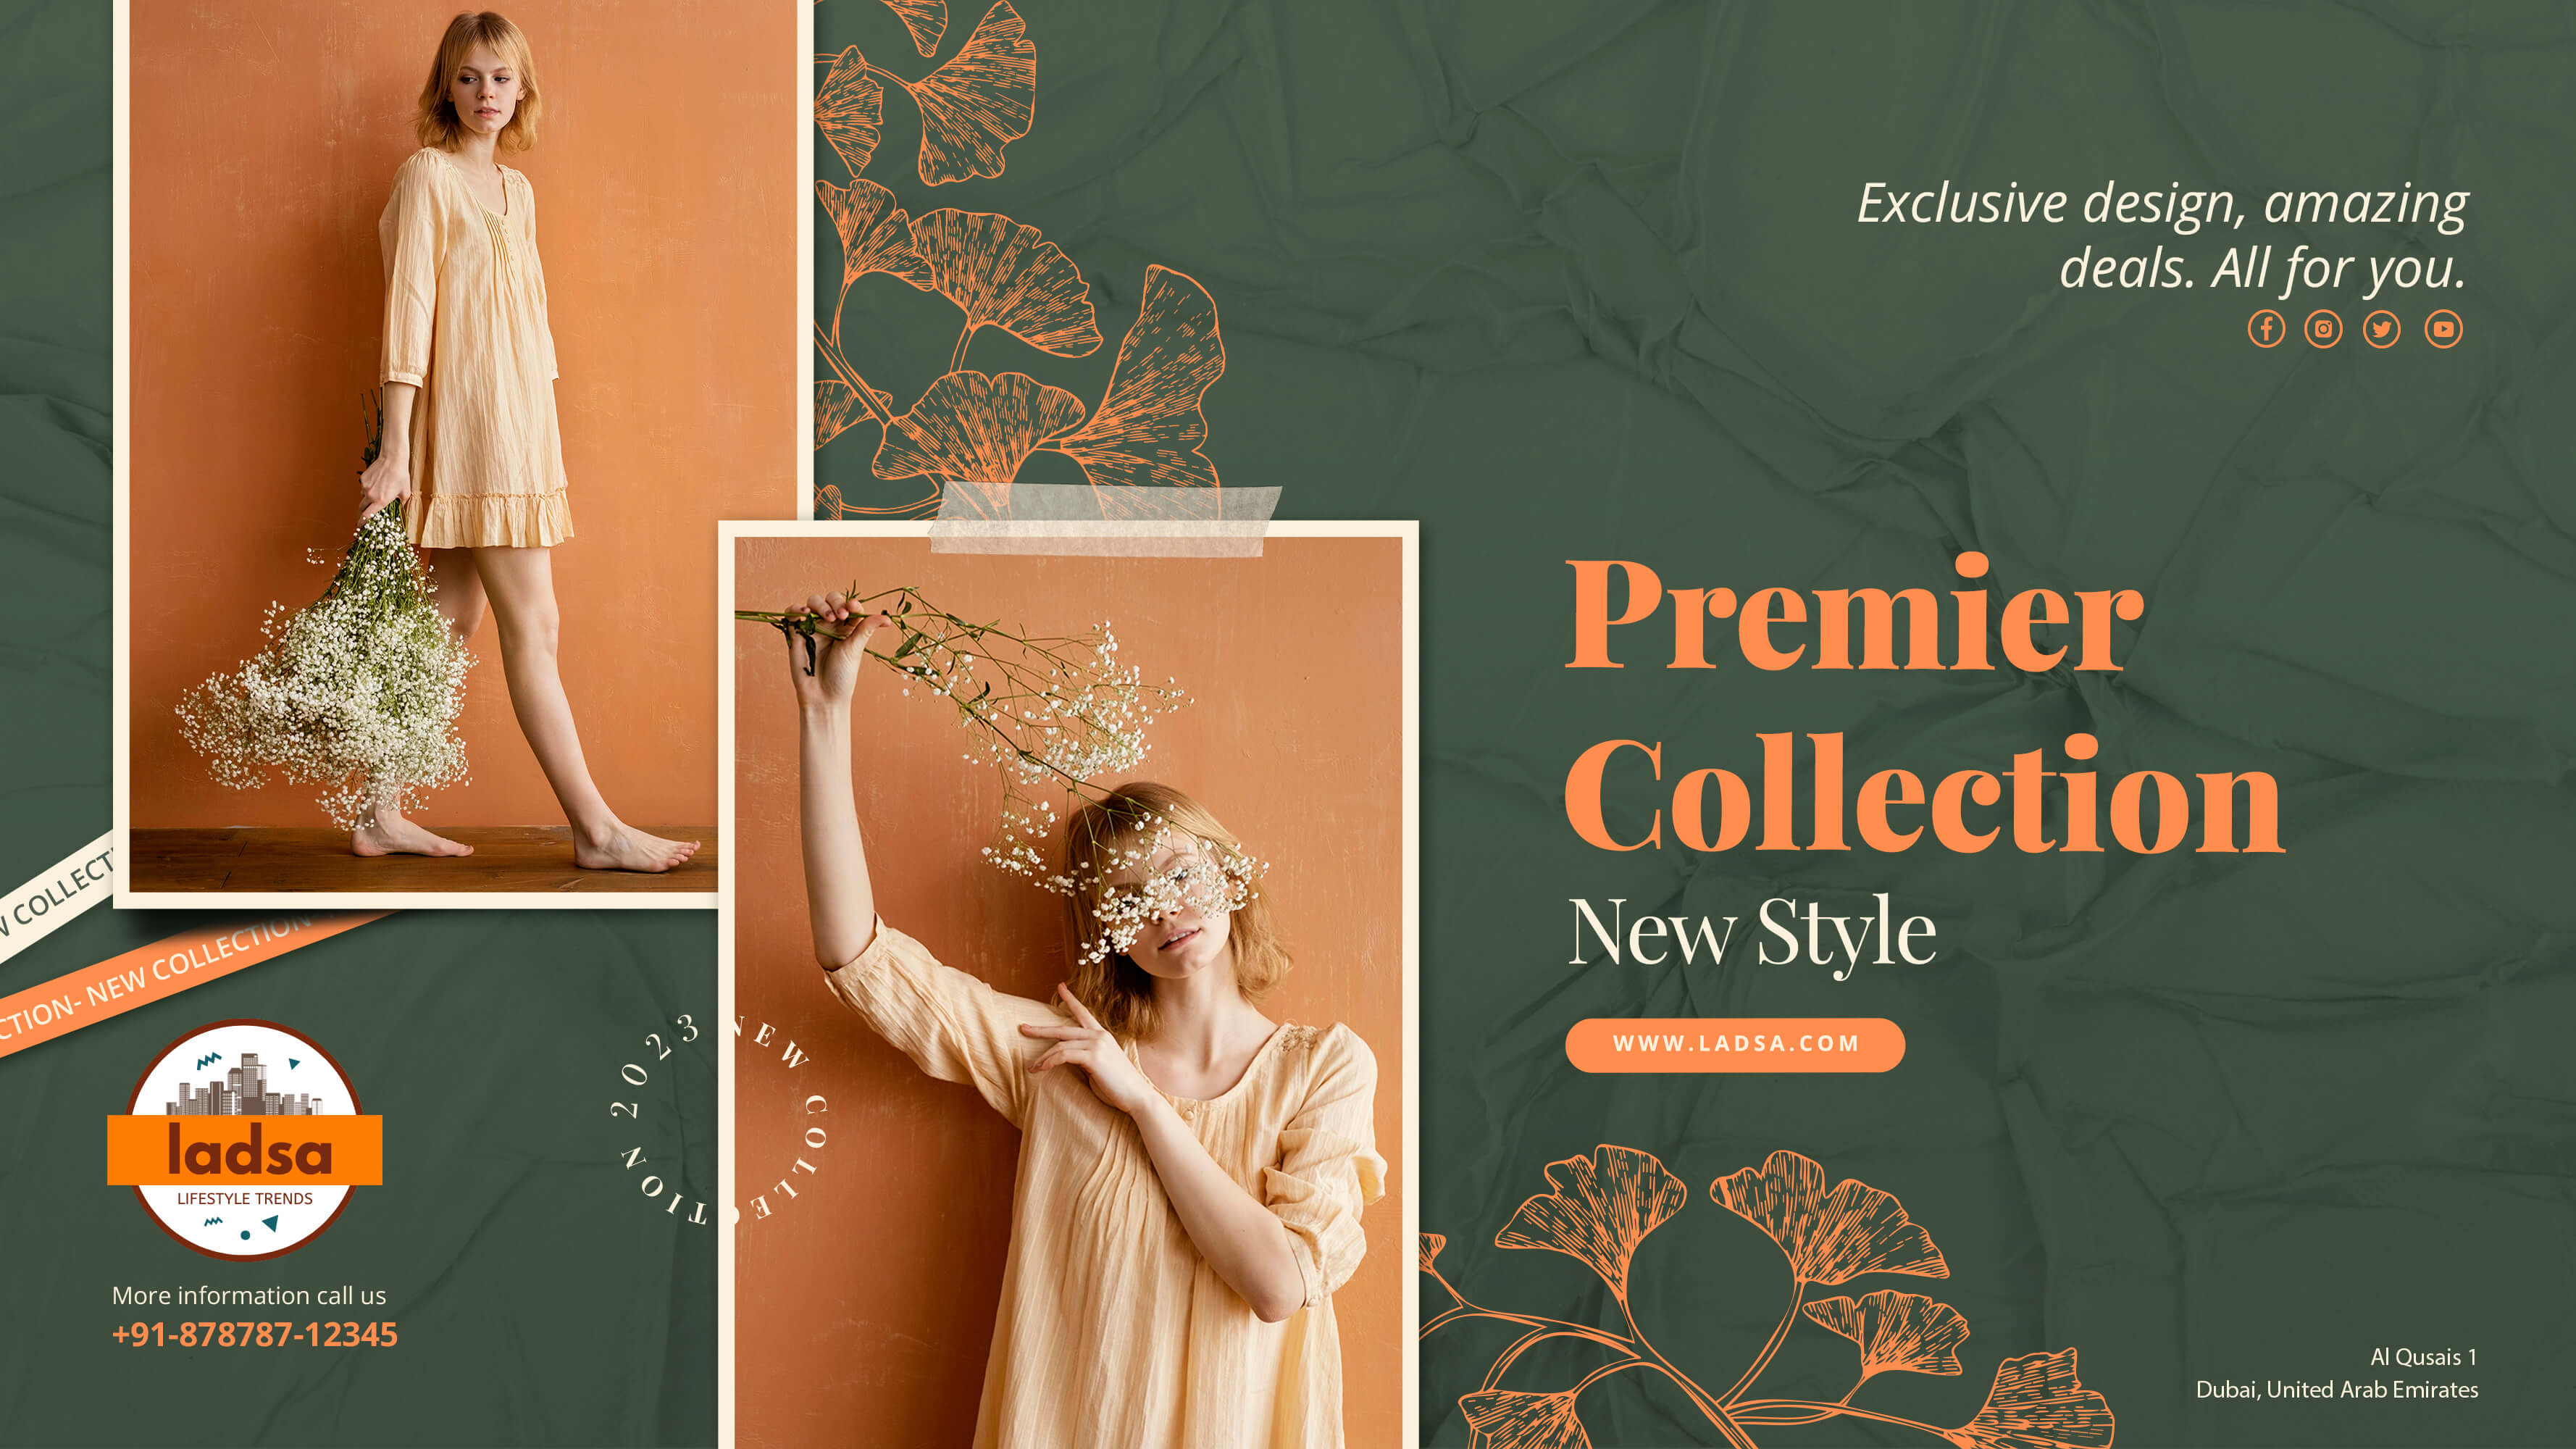 Exclusive design, amazing
deals. All for you.
Premier
Collection
New Style
WWW.LADSA.COM
COLLECT
CTION- NEW COLLECTION-
NEW COLLECTION 2023
ladsa
LIFESTYLE TRENDS
More information call us
+91-878787-12345
Al Qusais 1
Dubai, United Arab Emirates